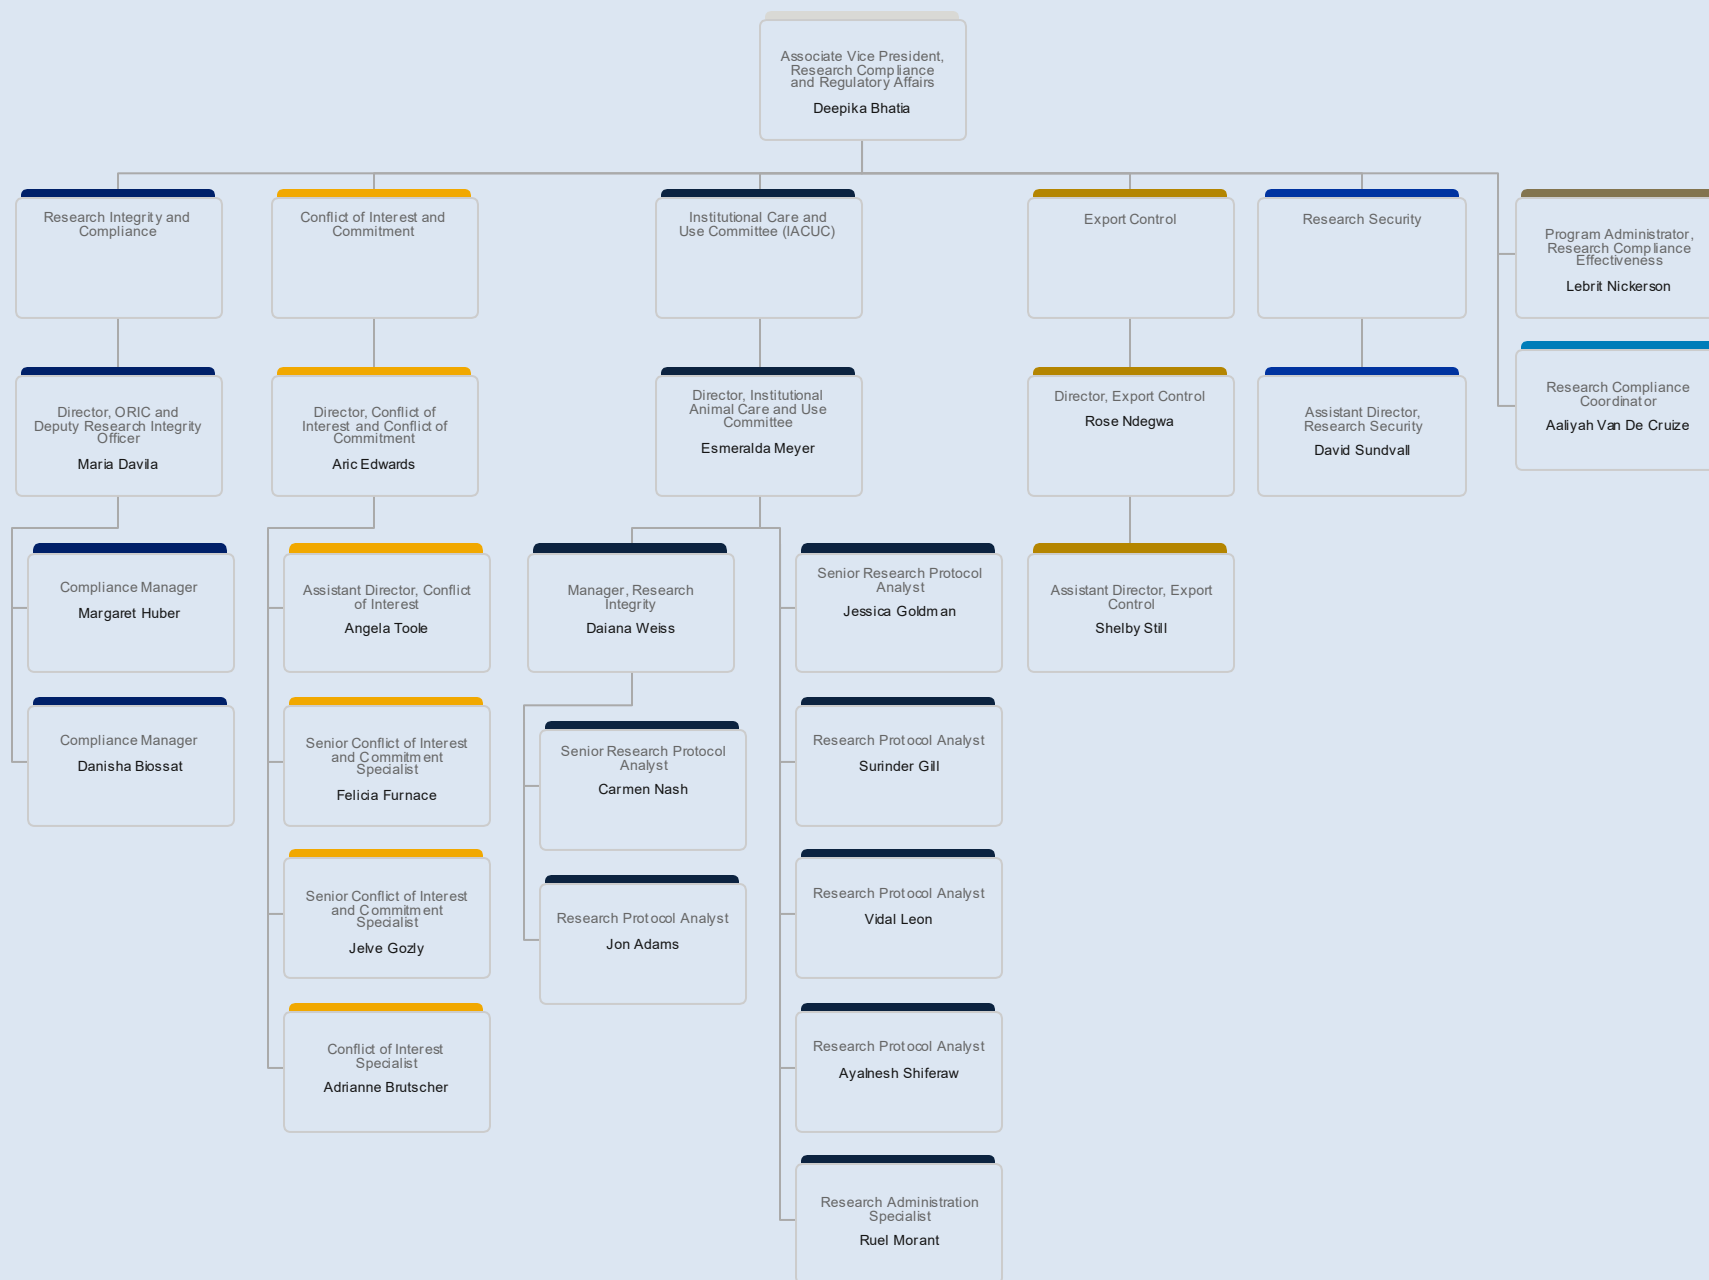 Associate Vice President,
Research Compliance
and Regulatory Affairs
Deepika Bhatia
Research Integrity and
Compliance
Conflict of Interest and
Commitment
Institutional Care and
Use Committee (IACUC)
Export Control
Research Security
Program Administrator,
Research Compliance
Effectiveness
Lebrit Nickerson
Research Compliance
Coordinator
Aaliyah Van De Cruize
Director, ORIC and
Deputy Research Integrity
Officer
Maria Davila
Director, Conflict of
Interest and Conflict of
Commitment
Aric Edwards
Director, Institutional
Animal Care and Use
Committee
Esmeralda Meyer
Director, Export Control
Rose Ndegwa
Assistant Director,
Research Security
David Sundvall
Compliance Manager
Margaret Huber
Compliance Manager
Danisha Biossat
Assistant Director, Conflict
of Interest
Angela Toole
Senior Conflict of Interest
and Commitment
Specialist
Felicia Furnace
Senior Conflict of Interest
and Commitment
Specialist
Jelve Gozly
Conflict of Interest
Specialist
Adrianne Brutscher
Manager, Research
Integrity
Daiana Weiss
Senior Research Protocol
Analyst
Carmen Nash
Research Protocol Analyst
Jon Adams
Senior Research Protocol
Analyst
Jessica Goldman
Research Protocol Analyst
Surinder Gill
Research Protocol Analyst
Vidal Leon
Research Protocol Analyst
Ayalnesh Shiferaw
Research Administration
Specialist
Ruel Morant
Assistant Director, Export
Control
Shelby Still